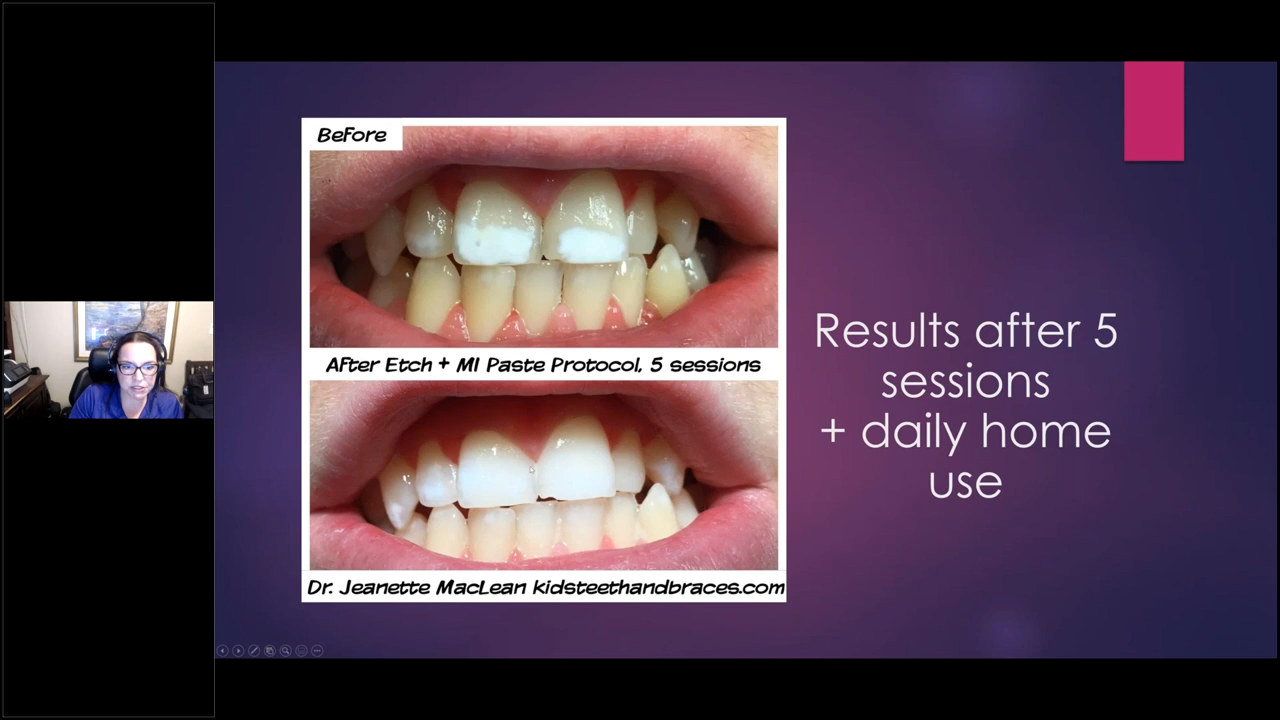 BeFore
AFter Etch + MI Paste Protocol, 5 sessions
Dr. Jeanette MacLean kidsteethandbraces.com
Results after 5
sessions
+ daily home
use